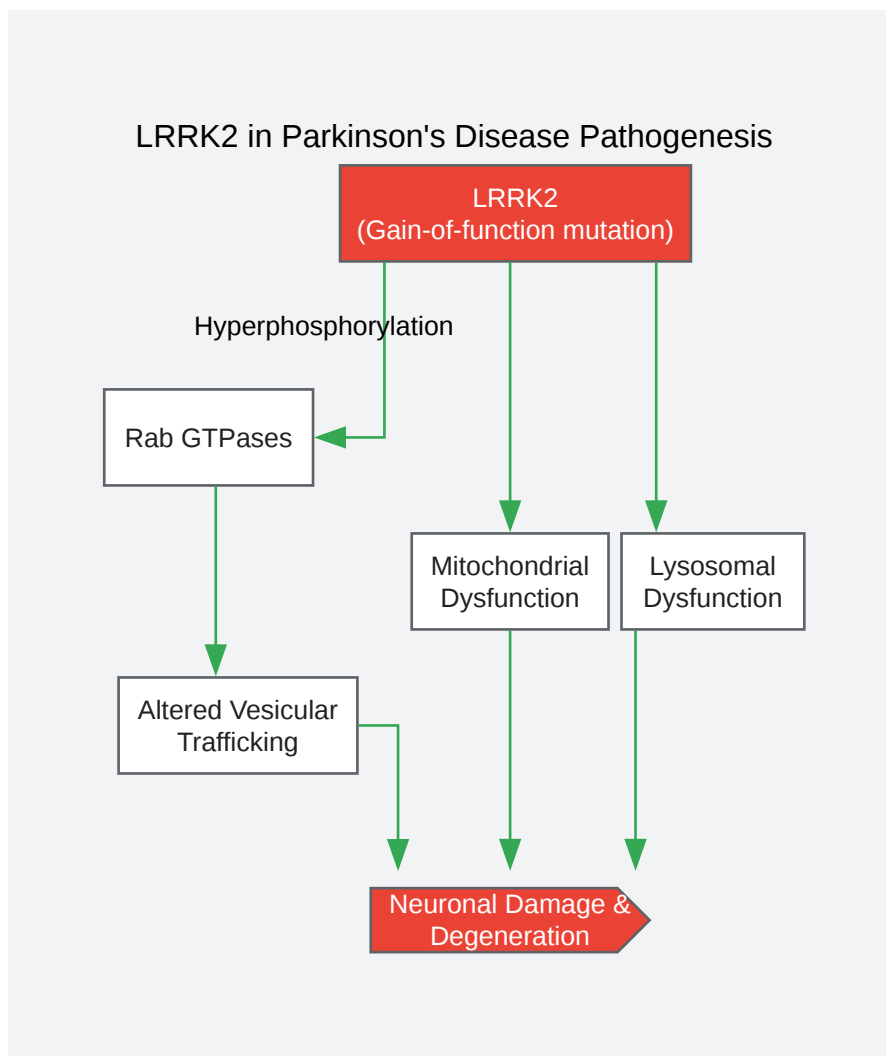 LRRK2 in Parkinson's Disease Pathogenesis
LRRK2
(Gain-of-function mutation)
Hyperphosphorylation
Rab GTPases
Mitochondrial
Dysfunction
Lysosomal
Dysfunction
Altered Vesicular
Trafficking
Neuronal Damage &
Degeneration